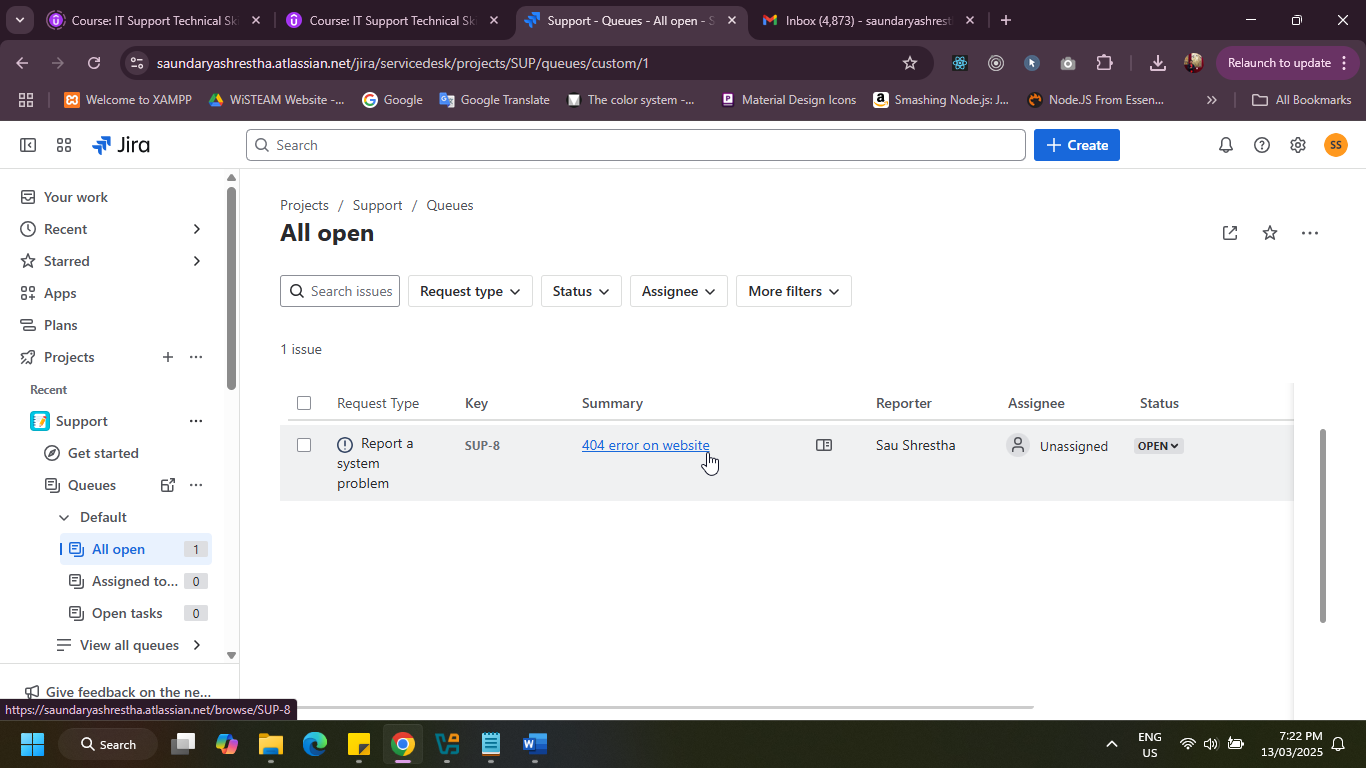 Course: IT Support Technical Sk
Course: IT Support Technical Sk
Support - Queues - All open - S
Inbox (4,873) - saundaryashrest
saundaryashrestha.atlassian.net/jira/servicedesk/projects/SUP/queues/custom/1
Relaunch to update
Welcome to XAMPP
WiSTEAM Website -...
Google
Google Translate
The color system -...
Material Design Icons
Smashing Node.js: J...
NodeJS From Essen...
All Bookmarks
Jira
Search
Create
SS
Your work
Recent
Starred
Apps
Plans
Projects
Recent
Support
Get started
Queues
Default
All open 1
Assigned to... 0
Open tasks 0
View all queues
Give feedback on the ne...
Projects / Support / Queues
All open
Search issues
Request type
Status
Assignee
More filters
1 issue
Request Type Key Summary Reporter Assignee Status
Report a system problem SUP-8 404 error on website Sau Shrestha Unassigned OPEN
https://saundaryashrestha.atlassian.net/browse/SUP-8
Search
ENG
US
7:22 PM
13/03/2025